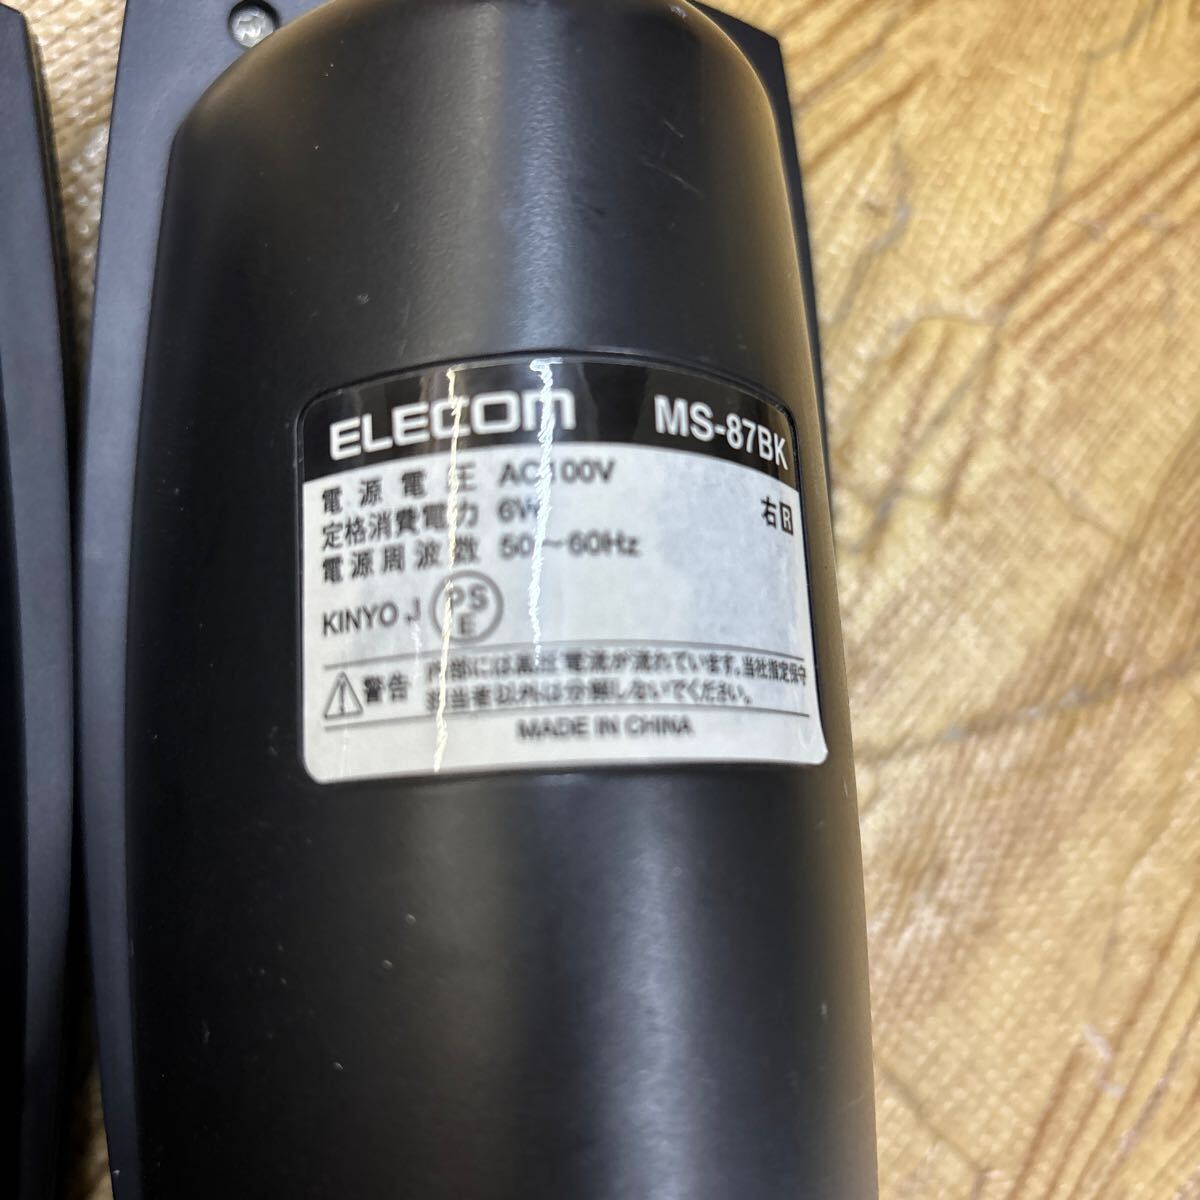 ELECOM MS-87BK
電源電圧 AC100V
定格消費電力 6W
右R
電源周波数 50〜60Hz
KINYO.J PSE
警告 内部には高圧電流が流れています。当社指定保守
担当者以外は分解しないでください。
MADE IN CHINA